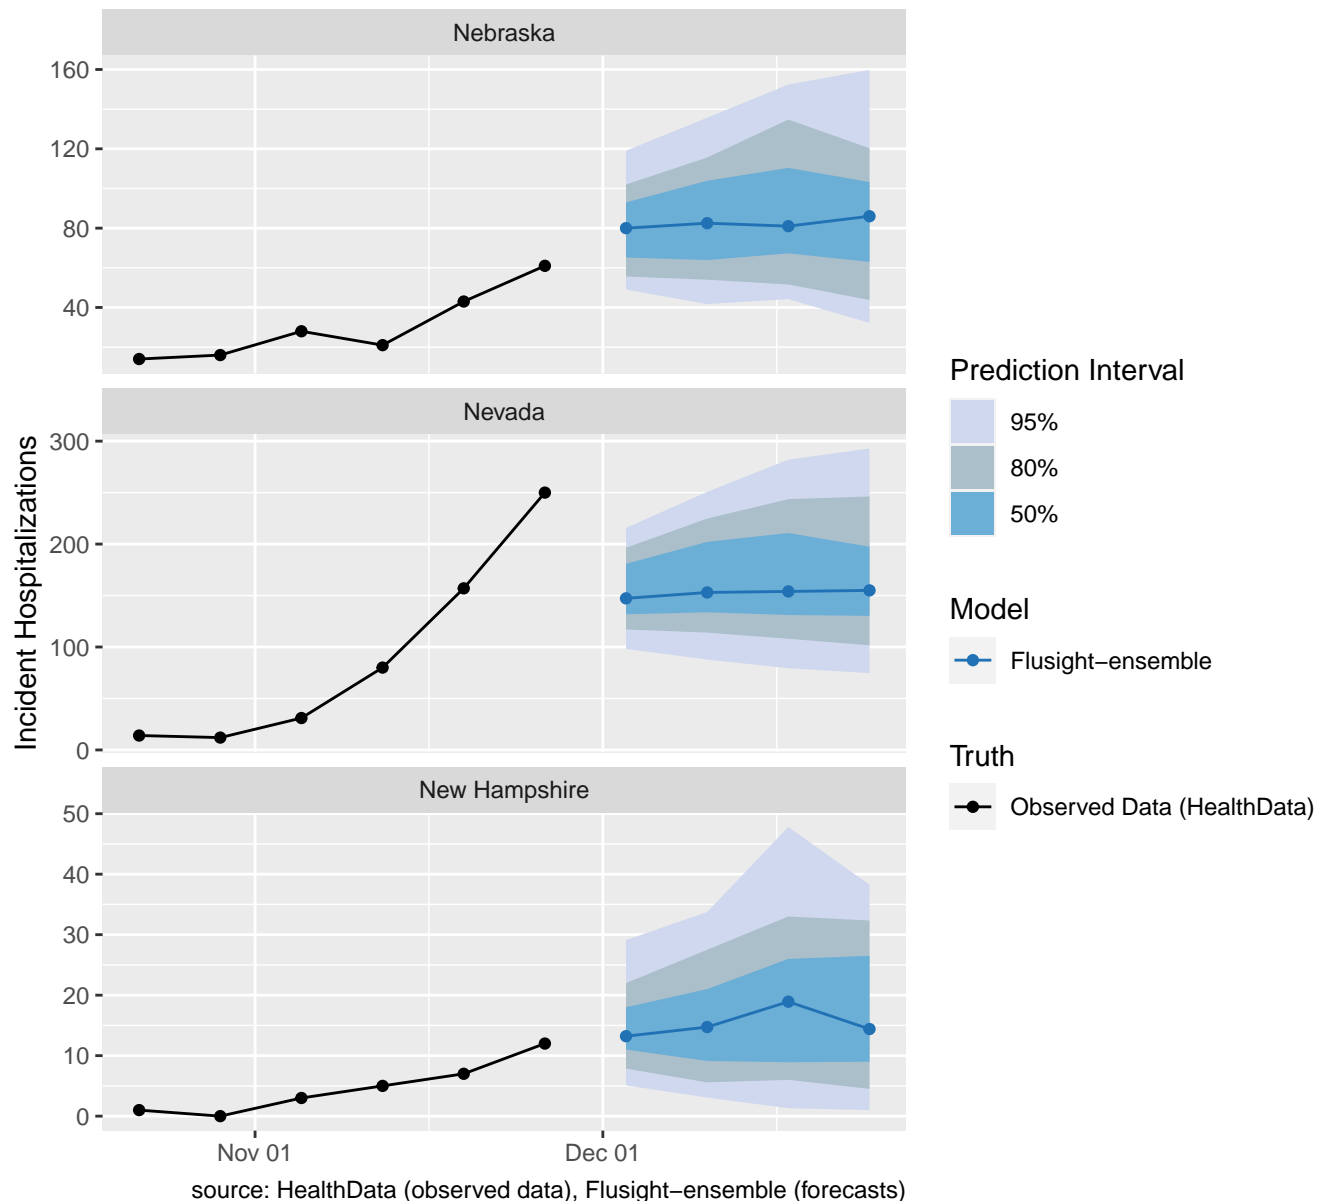 Nebraska
160
120
80
40
Nevada
300
200
100
0
New Hampshire
50
40
30
20
10
0
Nov 01
Dec 01
Incident Hospitalizations
source: HealthData (observed data), Flusight−ensemble (forecasts)
Prediction Interval
95%
80%
50%
Model
Flusight−ensemble
Truth
Observed Data (HealthData)